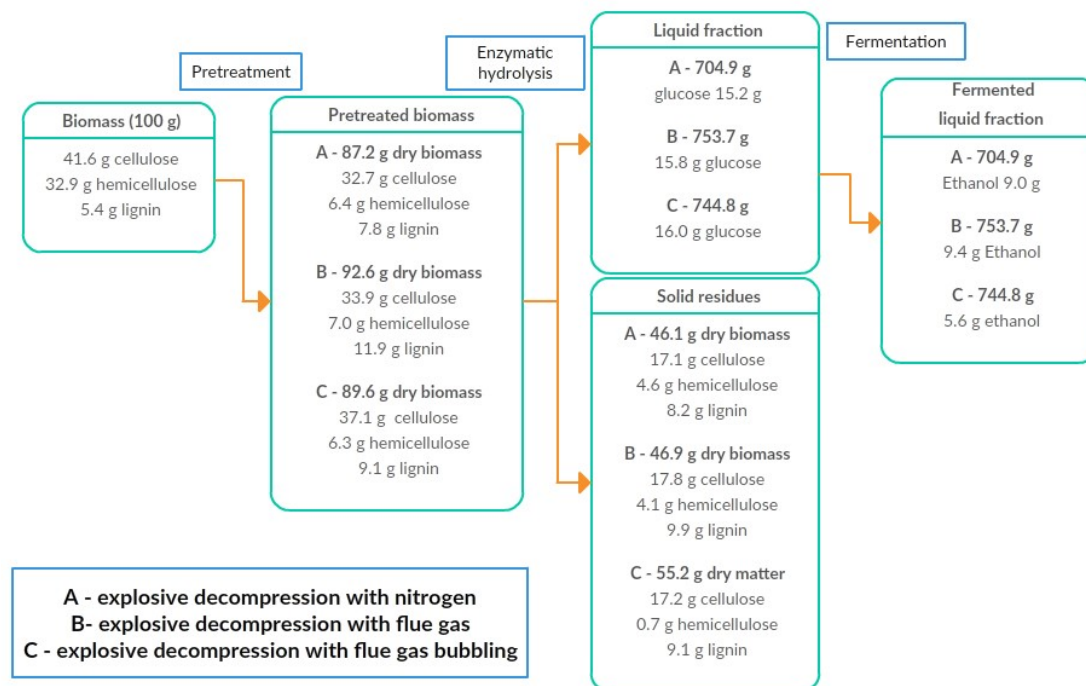 Pretreatment
Enzymatic
hydrolysis
Fermentation
Biomass (100 g)
41.6 g cellulose
32.9 g hemicellulose
5.4 g lignin
Pretreated biomass
A - 87.2 g dry biomass
32.7 g cellulose
6.4 g hemicellulose
7.8 g lignin
B - 92.6 g dry biomass
33.9 g cellulose
7.0 g hemicellulose
11.9 g lignin
C - 89.6 g dry biomass
37.1 g cellulose
6.3 g hemicellulose
9.1 g lignin
Liquid fraction
A - 704.9 g
glucose 15.2 g
B - 753.7 g
15.8 g glucose
C - 744.8 g
16.0 g glucose
Solid residues
A - 46.1 g dry biomass
17.1 g cellulose
4.6 g hemicellulose
8.2 g lignin
B - 46.9 g dry biomass
17.8 g cellulose
4.1 g hemicellulose
9.9 g lignin
C - 55.2 g dry matter
17.2 g cellulose
0.7 g hemicellulose
9.1 g lignin
Fermented
liquid fraction
A - 704.9 g
Ethanol 9.0 g
B - 753.7 g
9.4 g Ethanol
C - 744.8 g
5.6 g ethanol
A - explosive decompression with nitrogen
B- explosive decompression with flue gas
C - explosive decompression with flue gas bubbling